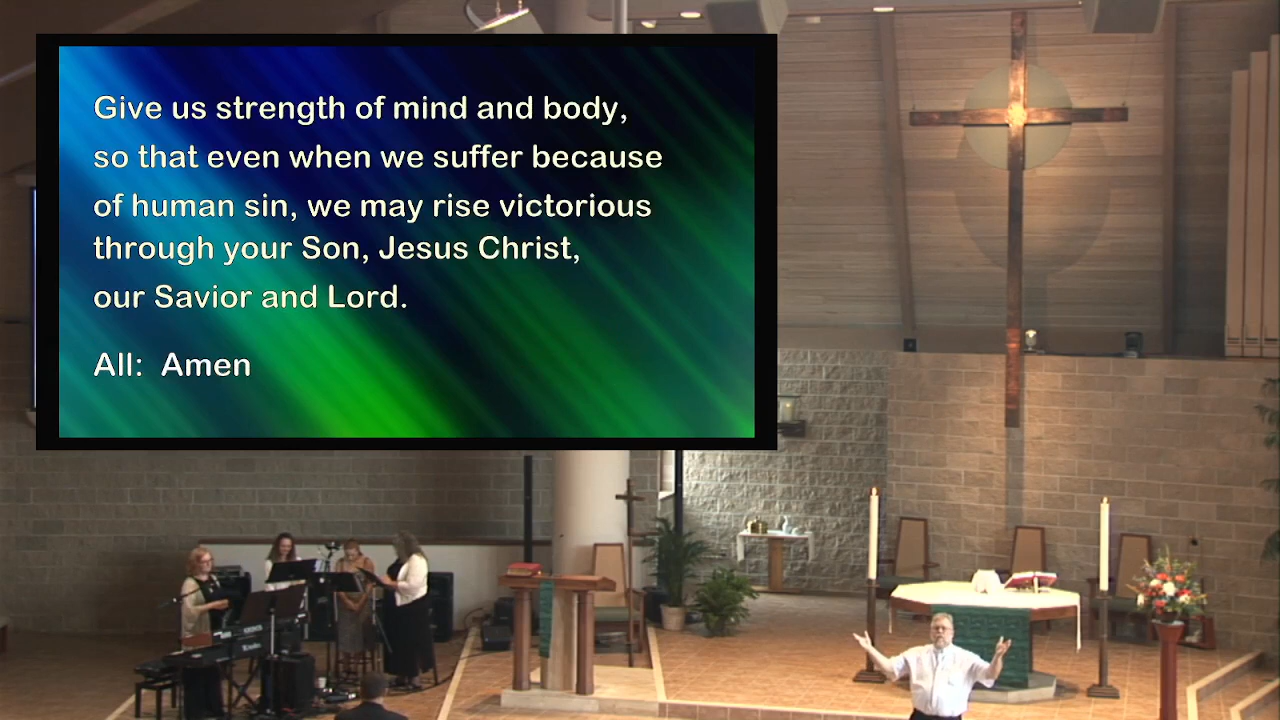 Give us strength of mind and body,
so that even when we suffer because
of human sin, we may rise victorious
through your Son, Jesus Christ,
our Savior and Lord.
All: Amen